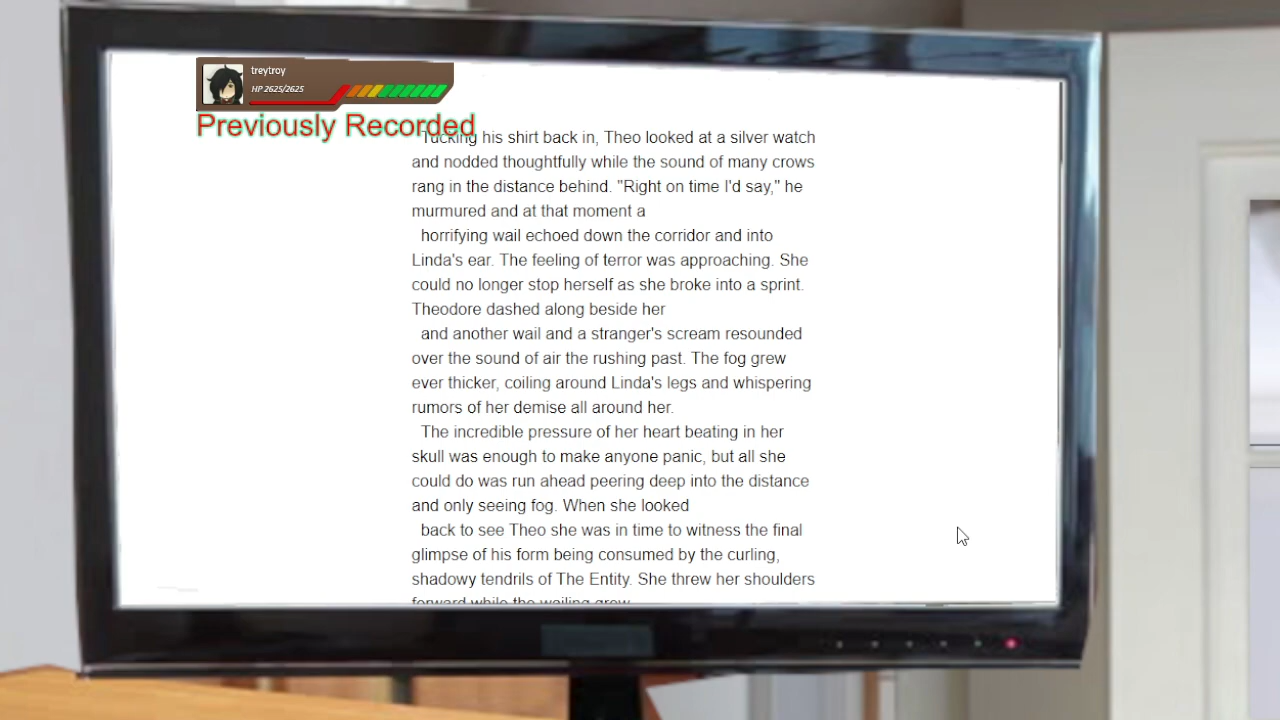 treytroy
HP 2625/2625
Previously Recorded
Tucking his shirt back in, Theo looked at a silver watch
and nodded thoughtfully while the sound of many crows
rang in the distance behind. "Right on time I'd say," he
murmured and at that moment a
horrifying wail echoed down the corridor and into
Linda's ear. The feeling of terror was approaching. She
could no longer stop herself as she broke into a sprint.
Theodore dashed along beside her
and another wail and a stranger's scream resounded
over the sound of air the rushing past. The fog grew
ever thicker, coiling around Linda's legs and whispering
rumors of her demise all around her.
The incredible pressure of her heart beating in her
skull was enough to make anyone panic, but all she
could do was run ahead peering deep into the distance
and only seeing fog. When she looked
back to see Theo she was in time to witness the final
glimpse of his form being consumed by the curling,
shadowy tendrils of The Entity. She threw her shoulders
forward while the wailing grew